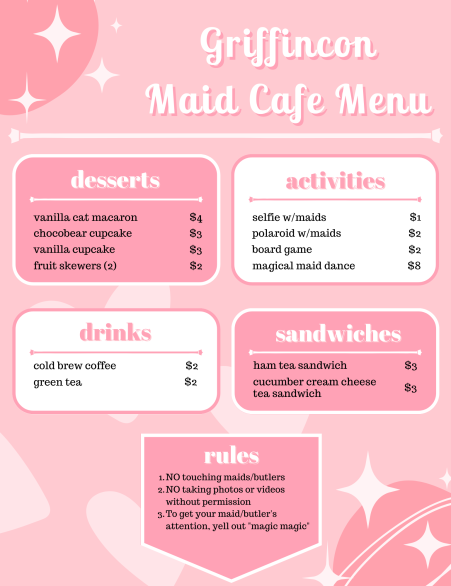 Griffincon
Maid Cafe Menu
desserts
vanilla cat macaron $4
chocobear cupcake $3
vanilla cupcake $3
fruit skewers (2) $2
activities
selfie w/maids $1
polaroid w/maids $2
board game $2
magical maid dance $8
drinks
cold brew coffee $2
green tea $2
sandwiches
ham tea sandwich $3
cucumber cream cheese
tea sandwich $3
rules
1. NO touching maids/butlers
2. NO taking photos or videos
without permission
3. To get your maid/butler's
attention, yell out "magic magic"